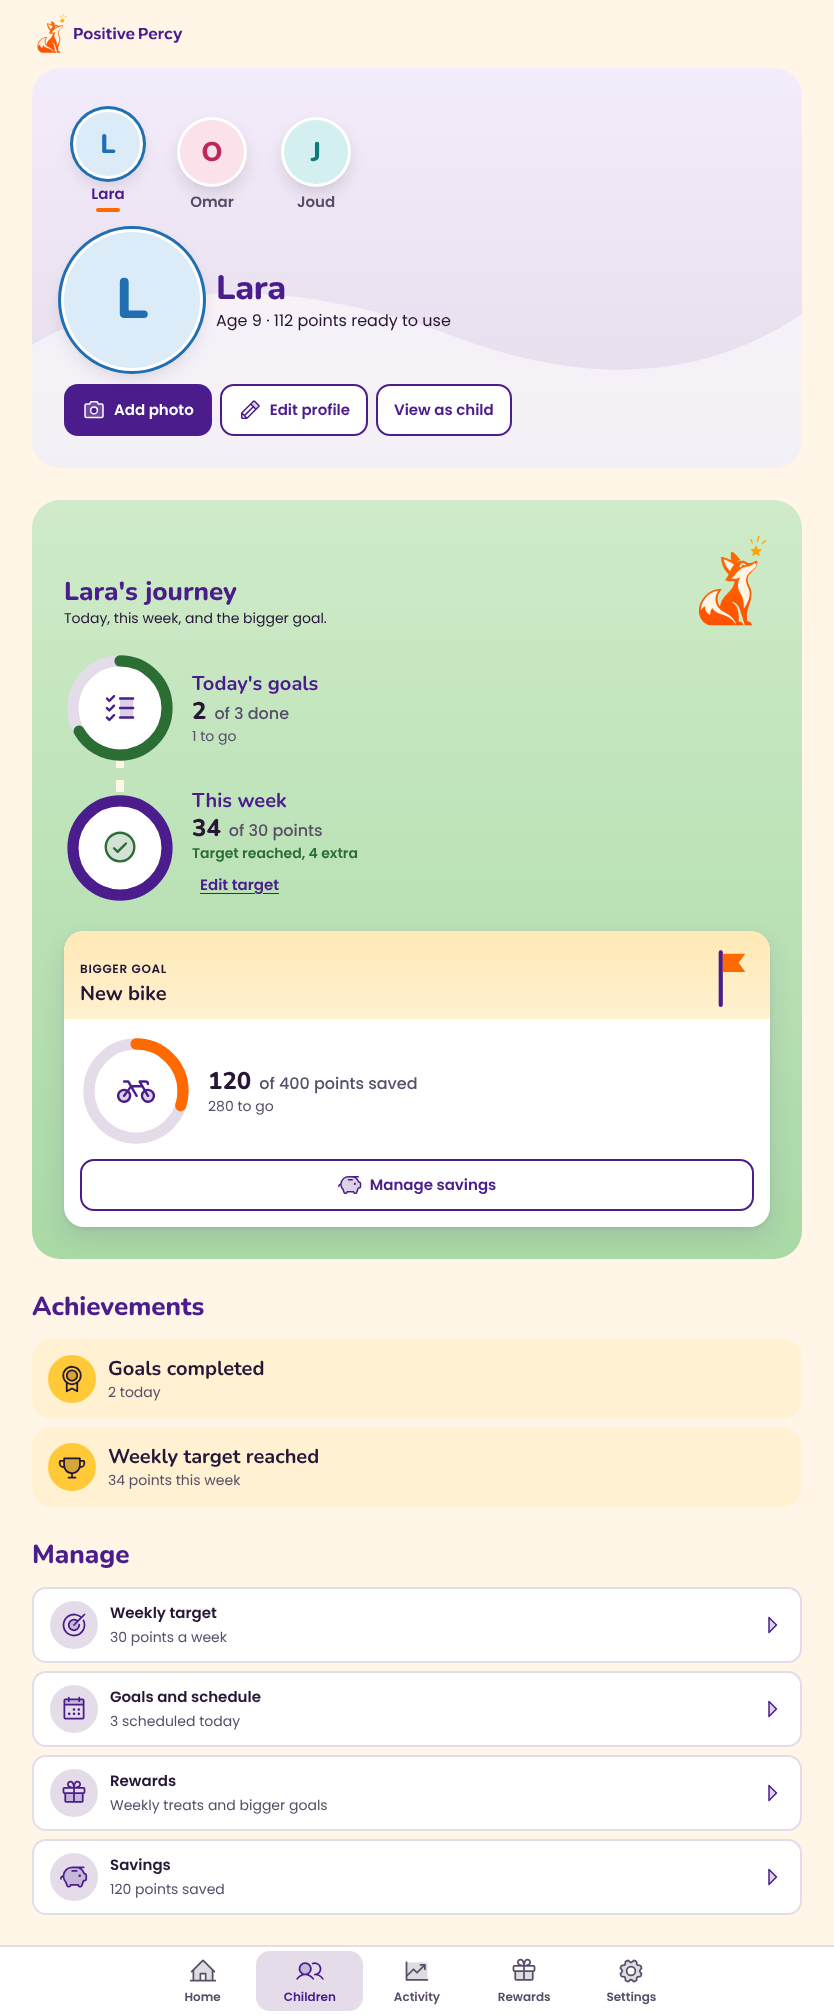 Positive Percy
L
O
J
Lara
Omar
Joud
L
Lara
Age 9 · 112 points ready to use
Add photo
Edit profile
View as child
Lara's journey
Today, this week, and the bigger goal.
Today's goals
2 of 3 done
1 to go
This week
34 of 30 points
Target reached, 4 extra
Edit target
BIGGER GOAL
New bike
120 of 400 points saved
280 to go
Manage savings
Achievements
Goals completed
2 today
Weekly target reached
34 points this week
Manage
Weekly target
30 points a week
Goals and schedule
3 scheduled today
Rewards
Weekly treats and bigger goals
Savings
120 points saved
Home
Children
Activity
Rewards
Settings